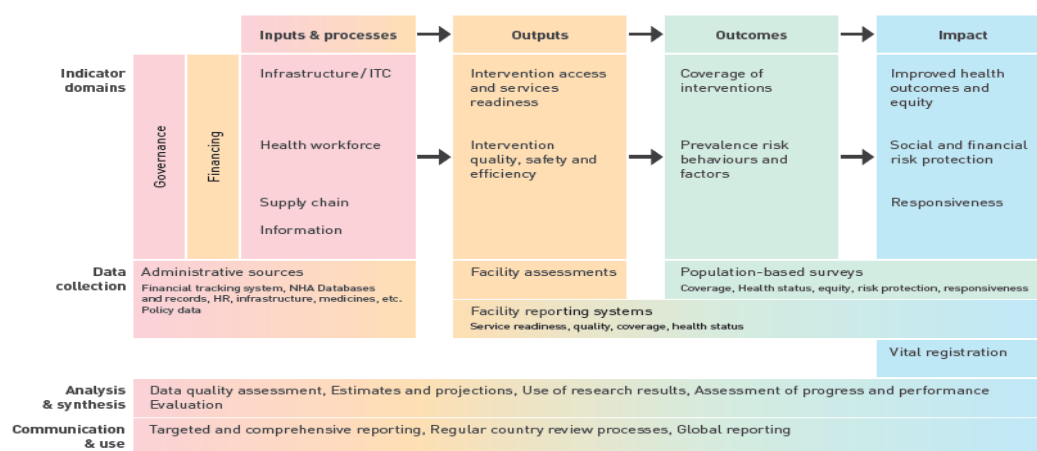 Inputs & processes
Outputs
Outcomes
Impact
Indicator
domains
Governance
Financing
Infrastructure/ITC
Health workforce
Supply chain
Information
Intervention access
and services
readiness
Intervention
quality, safety and
efficiency
Coverage of
interventions
Prevalence risk
behaviours and
factors
Improved health
outcomes and
equity
Social and financial
risk protection
Responsiveness
Data
collection
Administrative sources
Financial tracking system, NHA Databases
and records, HR, infrastructure, medicines, etc.
Policy data
Facility assessments
Population-based surveys
Coverage, Health status, equity, risk protection, responsiveness
Facility reporting systems
Service readiness, quality, coverage, health status
Vital registration
Analysis
& synthesis
Data quality assessment, Estimates and projections, Use of research results, Assessment of progress and performance
Evaluation
Communication
& use
Targeted and comprehensive reporting, Regular country review processes, Global reporting